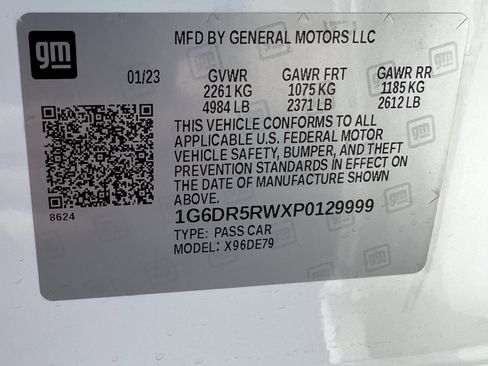 gm
MFD BY GENERAL MOTORS LLC
01/23 GVWR GAWR FRT GAWR RR
2261 KG 1075 KG 1185 KG
4984 LB 2371 LB 2612 LB
THIS VEHICLE CONFORMS TO ALL
APPLICABLE U.S. FEDERAL MOTOR
VEHICLE SAFETY, BUMPER, AND THEFT
PREVENTION STANDARDS IN EFFECT ON
THE DATE OF MANUFACTURE SHOWN
ABOVE.
8624
1G6DR5RWXP0129999
TYPE: PASS CAR
MODEL: X96DE79